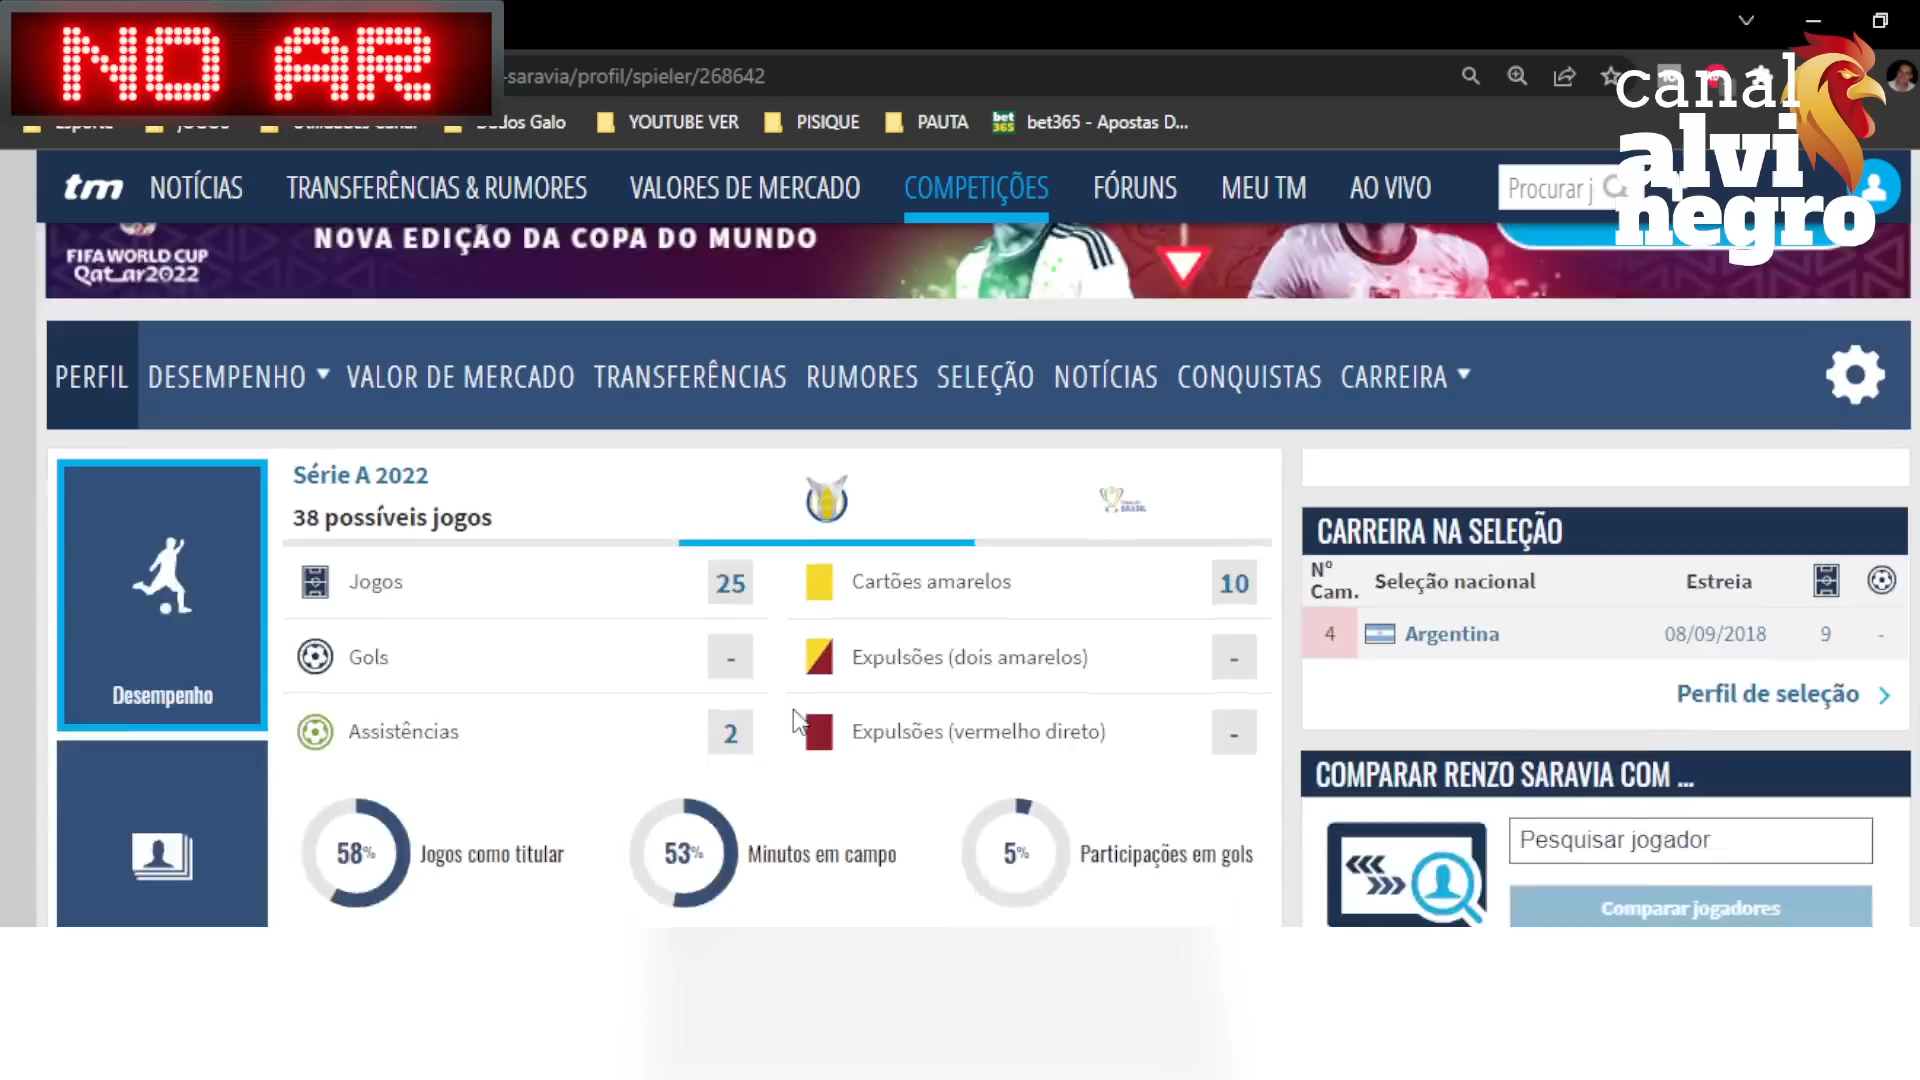 NO AR
-saravia/profil/spieler/268642
canal
alvi
negro
Galo
YOUTUBE VER
PISIQUE
PAUTA
bet
365
bet365 - Apostas D...
tm
NOTÍCIAS
TRANSFERÊNCIAS & RUMORES
VALORES DE MERCADO
COMPETIÇÕES
FÓRUNS
MEU TM
AO VIVO
Procurar j
FIFA WORLD CUP
Qatar2022
NOVA EDIÇÃO DA COPA DO MUNDO
PERFIL
DESEMPENHO
VALOR DE MERCADO
TRANSFERÊNCIAS
RUMORES
SELEÇÃO
NOTÍCIAS
CONQUISTAS
CARREIRA
Desempenho
Série A 2022
38 possíveis jogos
Jogos
25
Cartões amarelos
10
Gols
-
Expulsões (dois amarelos)
-
Assistências
2
Expulsões (vermelho direto)
-
58%
Jogos como titular
53%
Minutos em campo
5%
Participações em gols
CARREIRA NA SELEÇÃO
Nº
Cam.
Seleção nacional
Estreia
4
Argentina
08/09/2018
9
-
Perfil de seleção
COMPARAR RENZO SARAVIA COM ...
Pesquisar jogador
Comparar jogadores